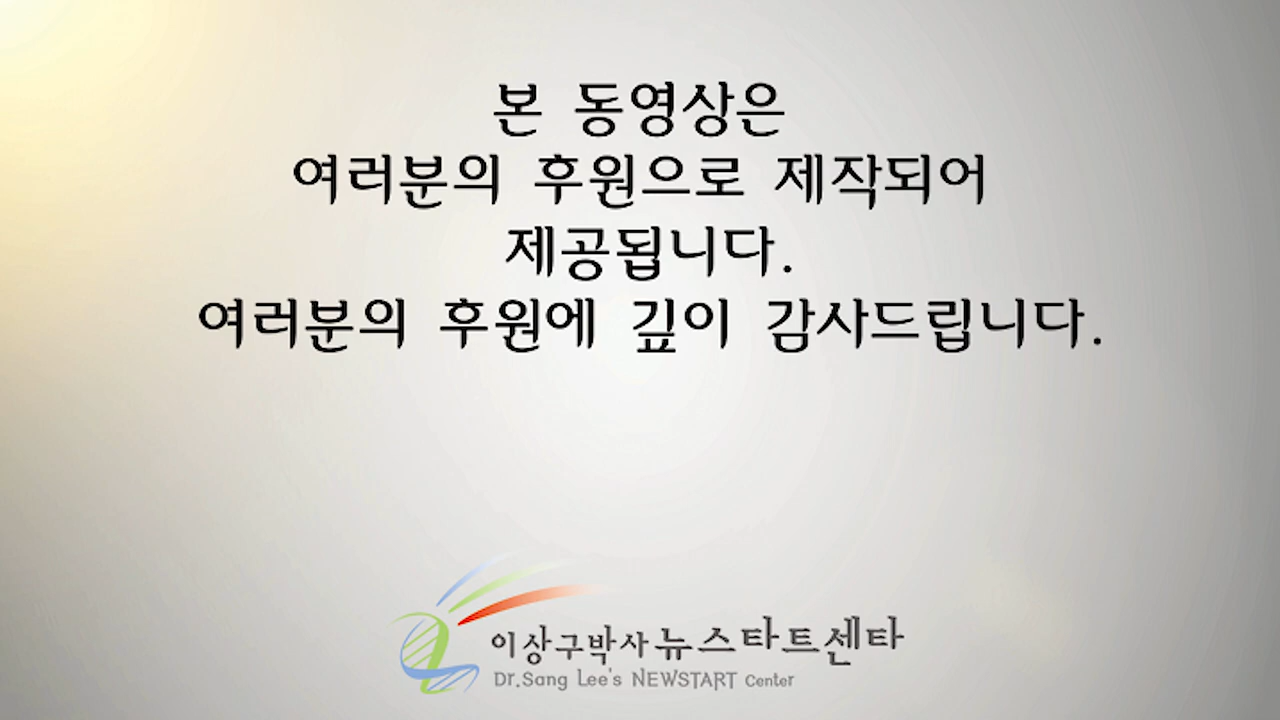 본 동영상은
여러분의 후원으로 제작되어
제공됩니다.
여러분의 후원에 깊이 감사드립니다.
이상구박사 뉴스타트센타
Dr.Sang Lee's NEWSTART Center